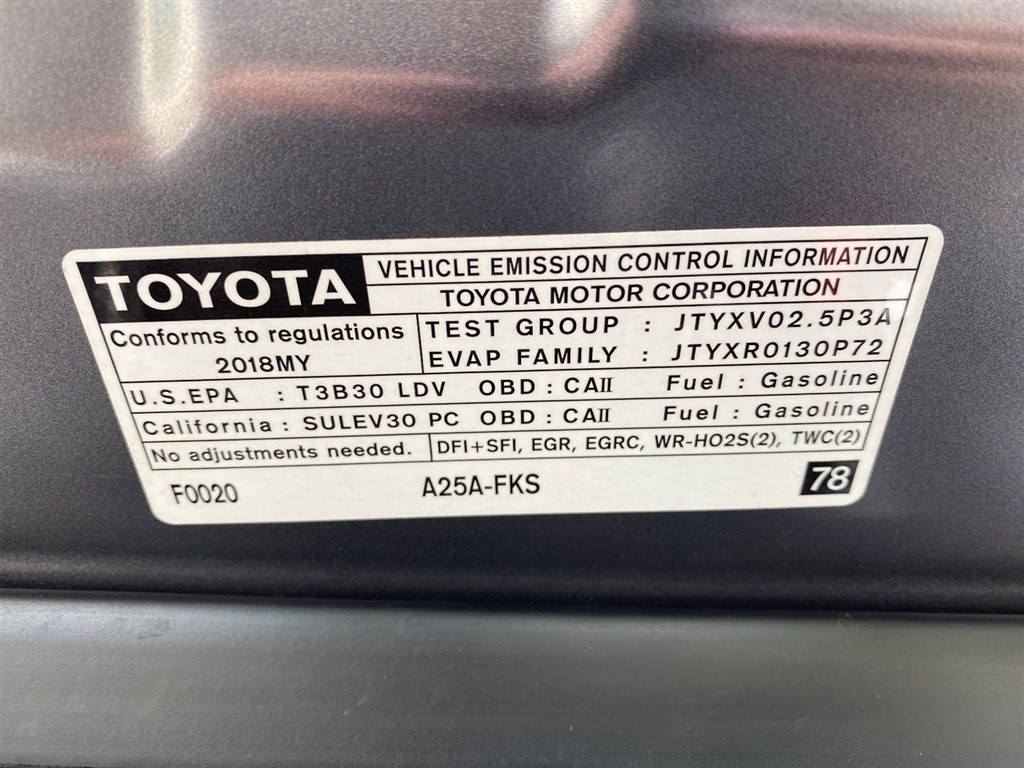 TOYOTA
VEHICLE EMISSION CONTROL INFORMATION
TOYOTA MOTOR CORPORATION
Conforms to regulations
2018MY
TEST GROUP : JTYXV02.5P3A
EVAP FAMILY : JTYXR0130P72
U.S.EPA : T3B30 LDV OBD : CAII Fuel : Gasoline
California : SULEV30 PC OBD : CAII Fuel : Gasoline
No adjustments needed.
DFI+SFI, EGR, EGRC, WR-HO2S(2), TWC(2)
F0020 A25A-FKS 78